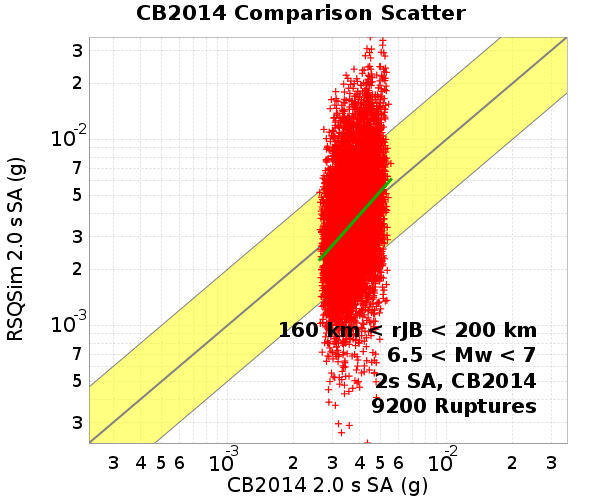 CB2014 Comparison Scatter
3
2
10-2
7
5
3
2
10-3
7
5
3
RSQSim 2.0 s SA (g)
160 km < rJB < 200 km
6.5 < Mw < 7
2s SA, CB2014
9200 Ruptures
3 4 5 6 10-3 2 3 4 5 6 10-2 2 3
CB2014 2.0 s SA (g)